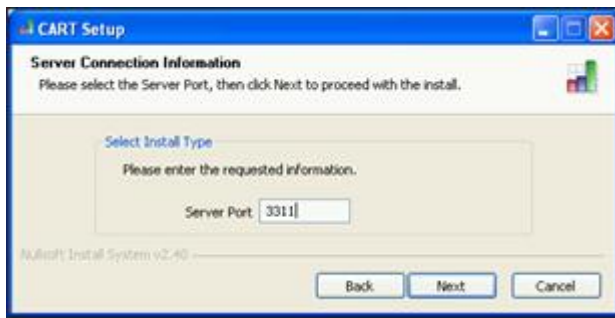 CART Setup
Server Connection Information
Please select the Server Port, then click Next to proceed with the install.
Select Install Type
Please enter the requested information.
Server Port 3311
Nullsoft Install System v2.40
Back Next Cancel